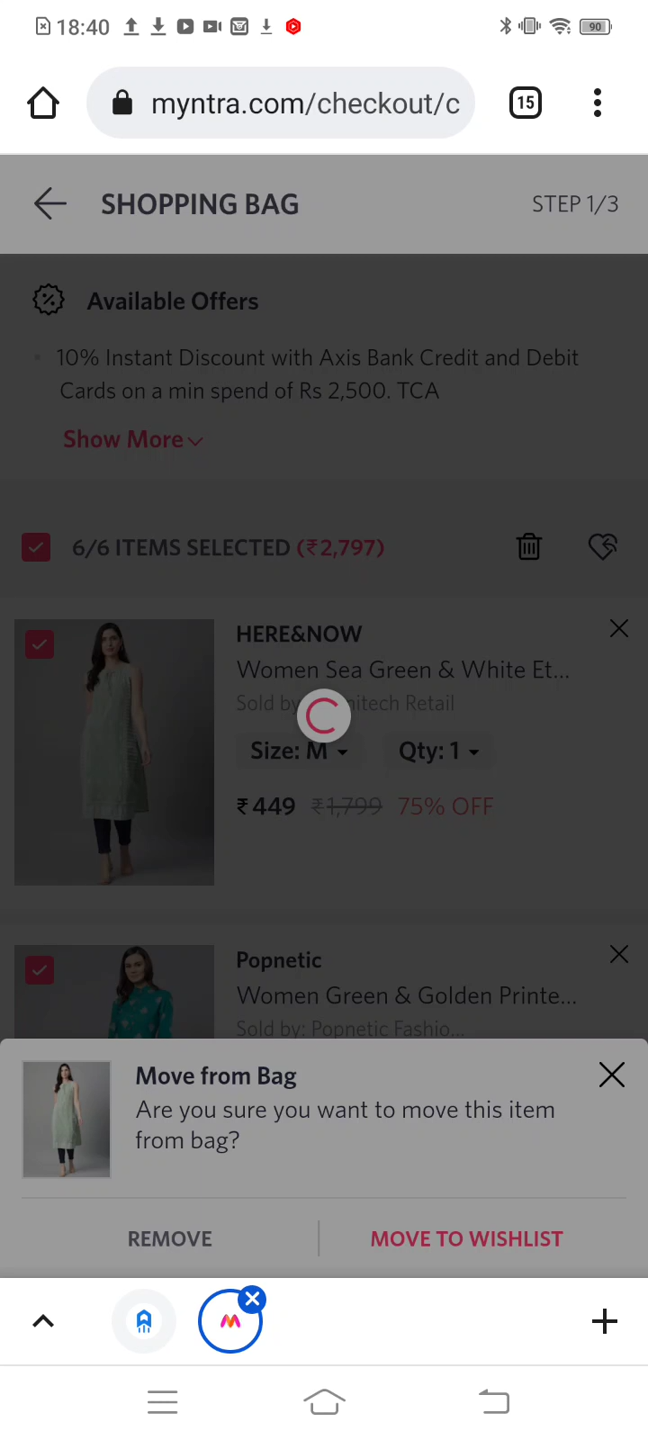 18:40
90
myntra.com/checkout/c
15
SHOPPING BAG
STEP 1/3
Available Offers
10% Instant Discount with Axis Bank Credit and Debit
Cards on a min spend of Rs 2,500. TCA
Show More
6/6 ITEMS SELECTED (₹2,797)
HERE&NOW
Women Sea Green & White Et...
Sold by: itech Retail
Size: M
Qty: 1
₹449 ₹1,799 75% OFF
Popnetic
Women Green & Golden Printe...
Sold by: Popnetic Fashio...
Move from Bag
Are you sure you want to move this item
from bag?
REMOVE
MOVE TO WISHLIST